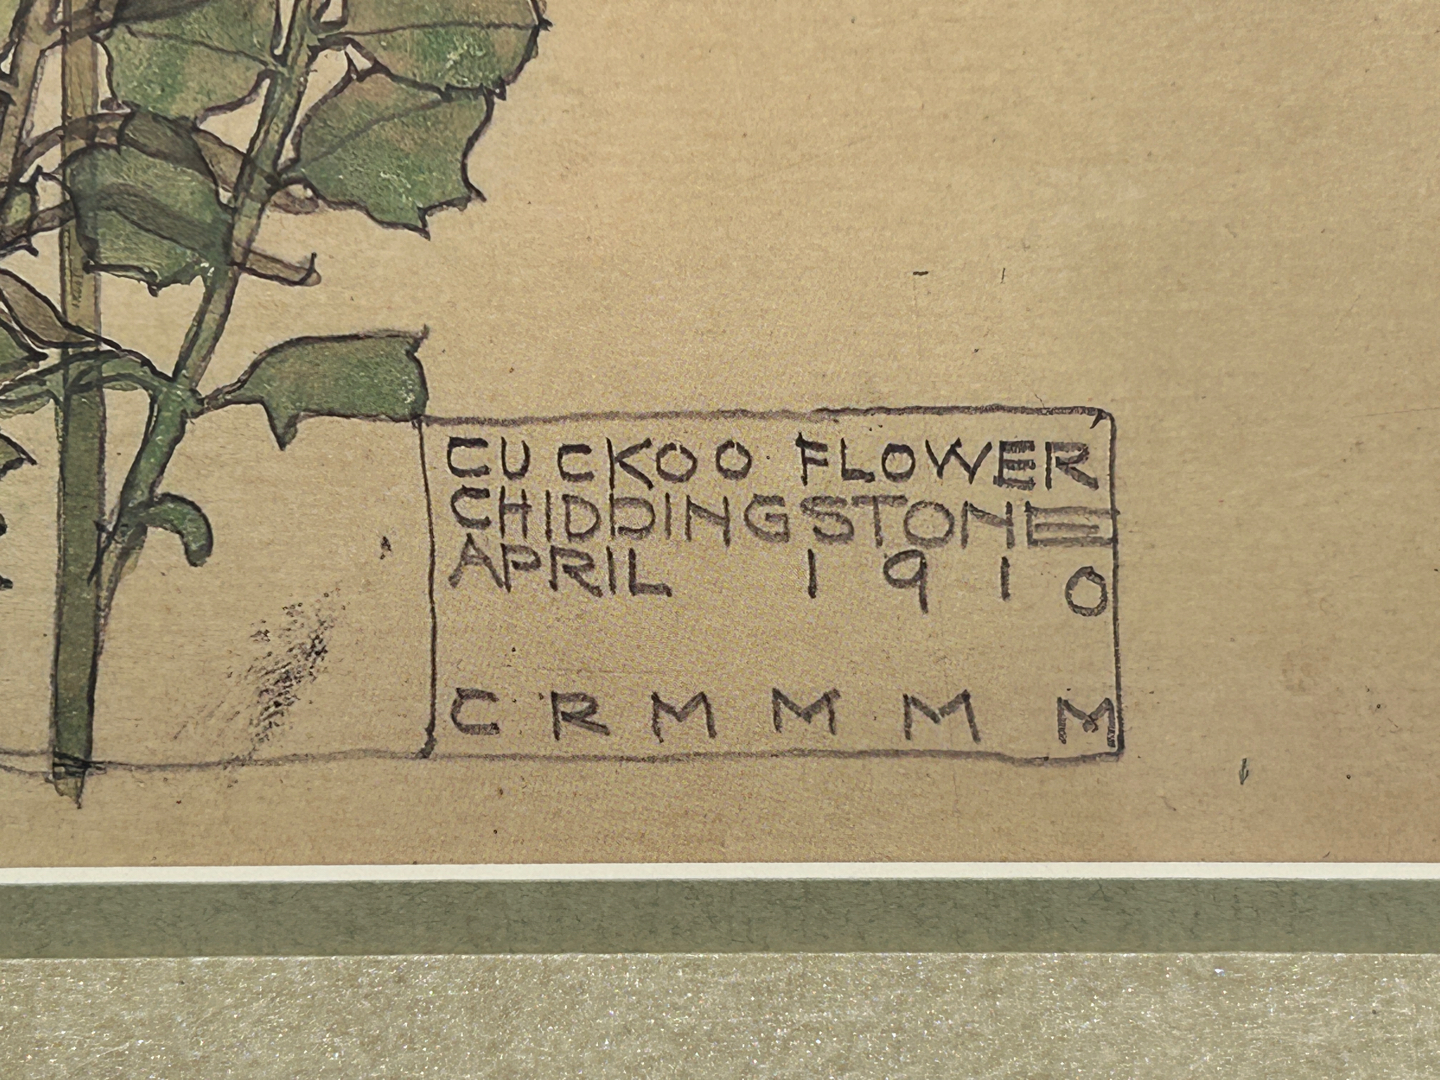 CUCKOO FLOWER
CHIDDINGSTONE
APRIL 1910
CRMMMM